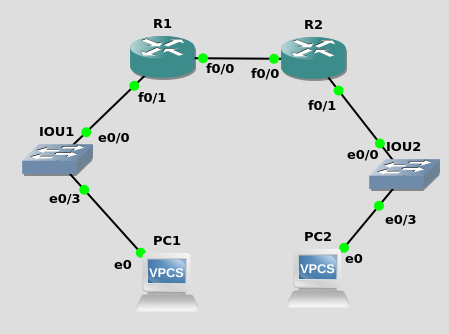 R1
R2
f0/0
f0/0
f0/1
f0/1
IOU1
e0/0
IOU2
e0/0
e0/3
e0/3
PC1
PC2
e0
VPCS
e0
VPCS